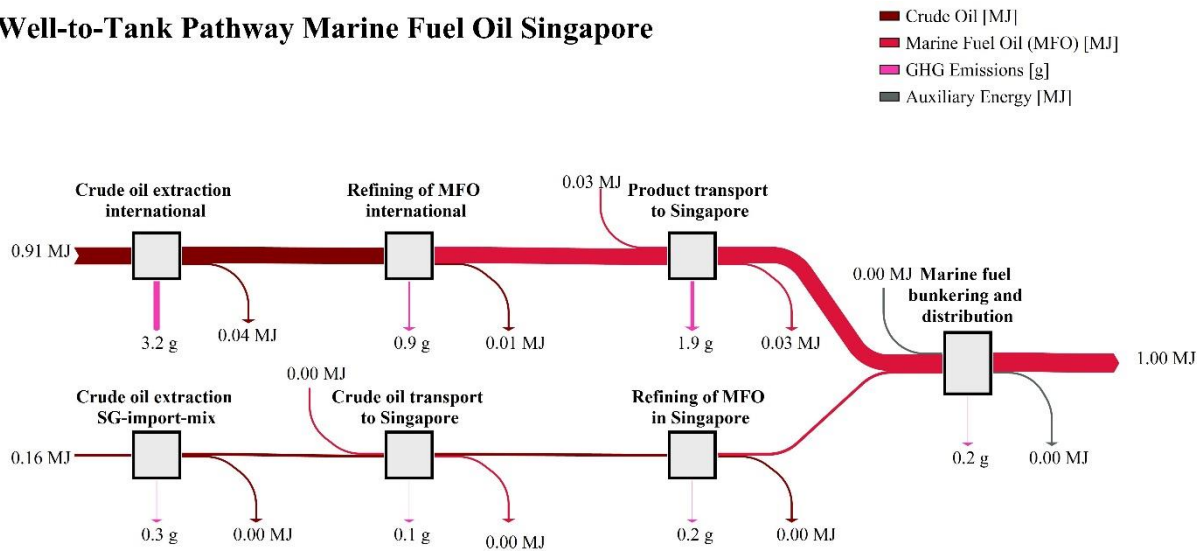 Well-to-Tank Pathway Marine Fuel Oil Singapore
Crude Oil [MJ]
Marine Fuel Oil (MFO) [MJ]
GHG Emissions [g]
Auxiliary Energy [MJ]
Crude oil extraction
international
Refining of MFO
international
0.03 MJ
Product transport
to Singapore
0.91 MJ
0.00 MJ
Marine fuel
bunkering and
distribution
3.2 g
0.04 MJ
0.9 g
0.01 MJ
1.9 g
0.03 MJ
1.00 MJ
0.00 MJ
Crude oil extraction
SG-import-mix
Crude oil transport
to Singapore
Refining of MFO
in Singapore
0.16 MJ
0.2 g
0.00 MJ
0.3 g
0.00 MJ
0.1 g
0.00 MJ
0.2 g
0.00 MJ